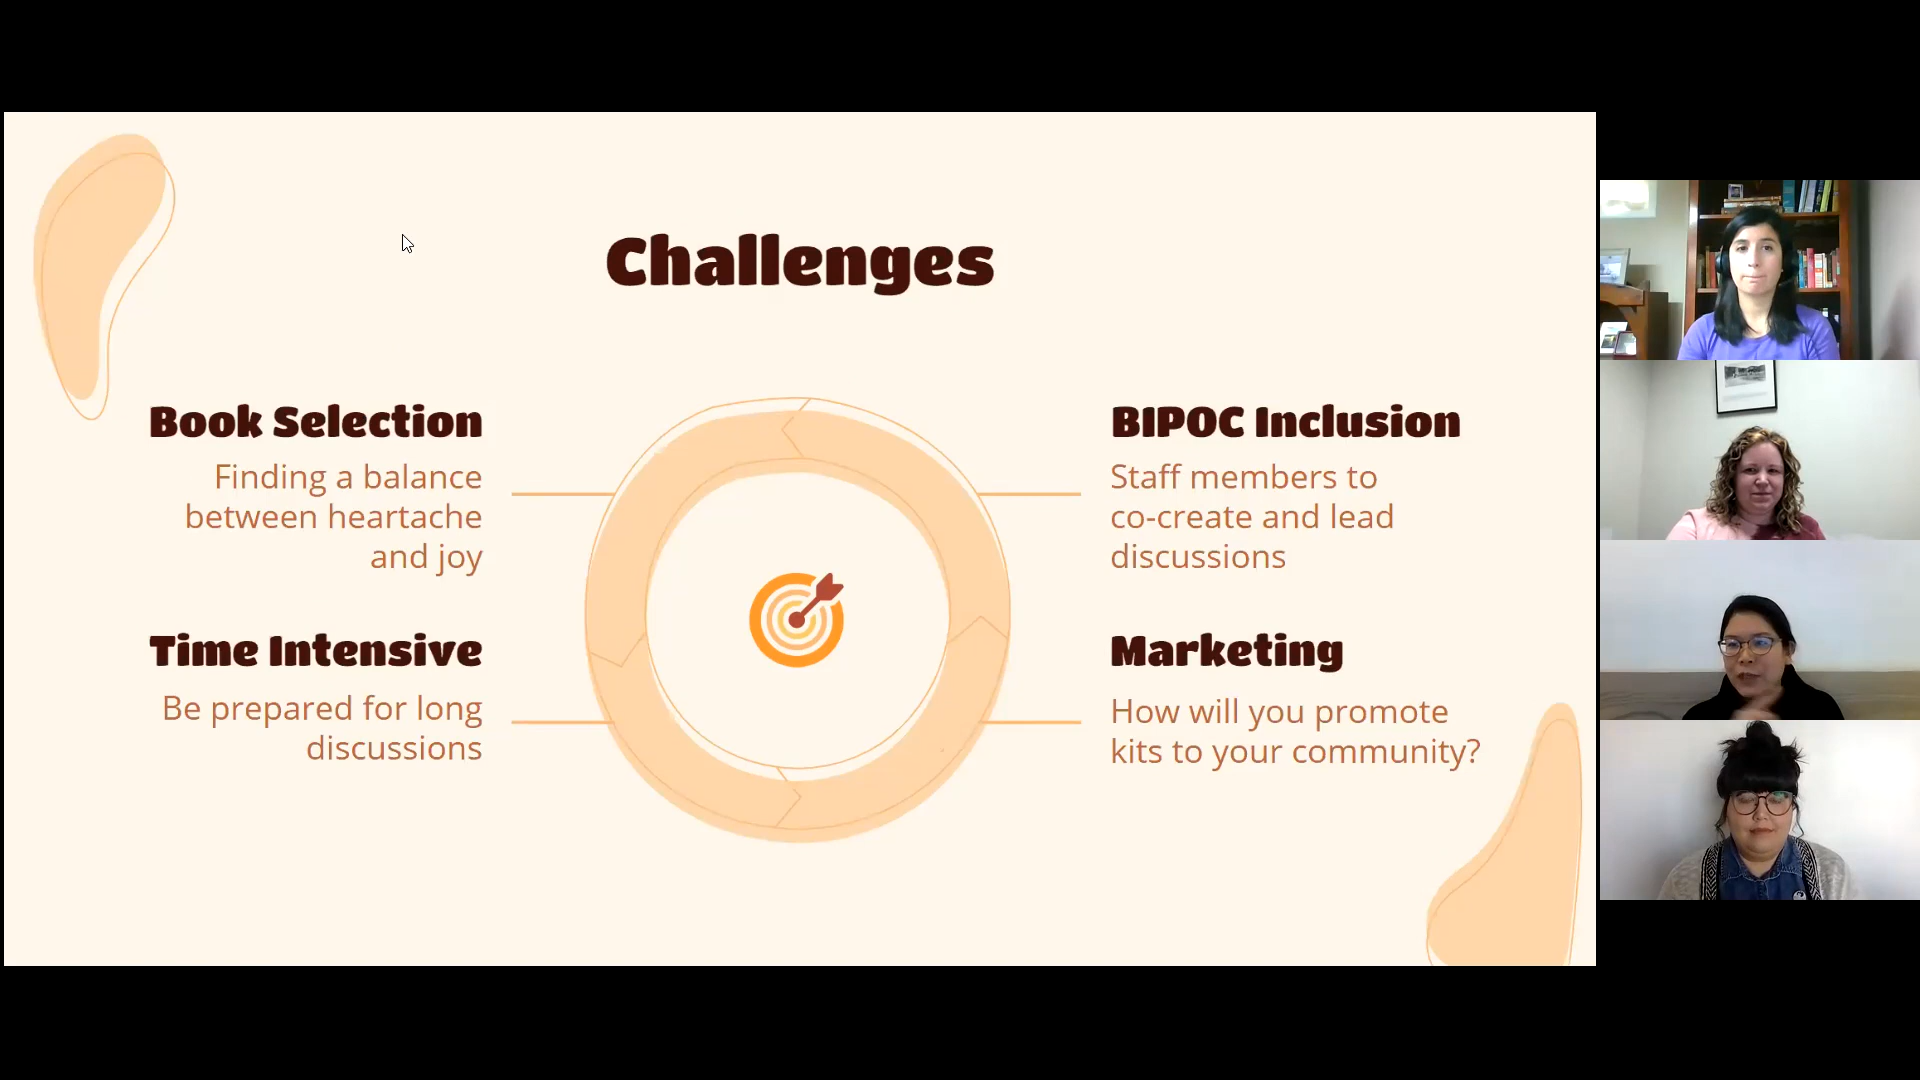 Challenges
Book Selection
Finding a balance
between heartache
and joy
Time Intensive
Be prepared for long
discussions
BIPOC Inclusion
Staff members to
co-create and lead
discussions
Marketing
How will you promote
kits to your community?